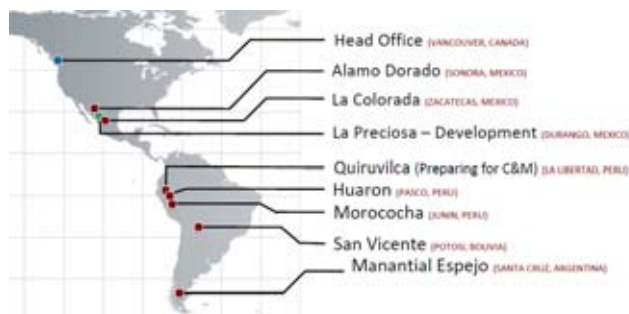 Head Office (VANCOUVER, CANADA)
Alamo Dorado (SONORA, MEXICO)
La Colorada (ZACATECAS, MEXICO)
La Preciosa – Development (DURANGO, MEXICO)
Quiruvilca (Preparing for C&M) (LA LIBERTAD, PERU)
Huaron (PASCO, PERU)
Morococha (JUNIN, PERU)
San Vicente (POTOSI, BOLIVIA)
Manantial Espejo (SANTA CRUZ, ARGENTINA)